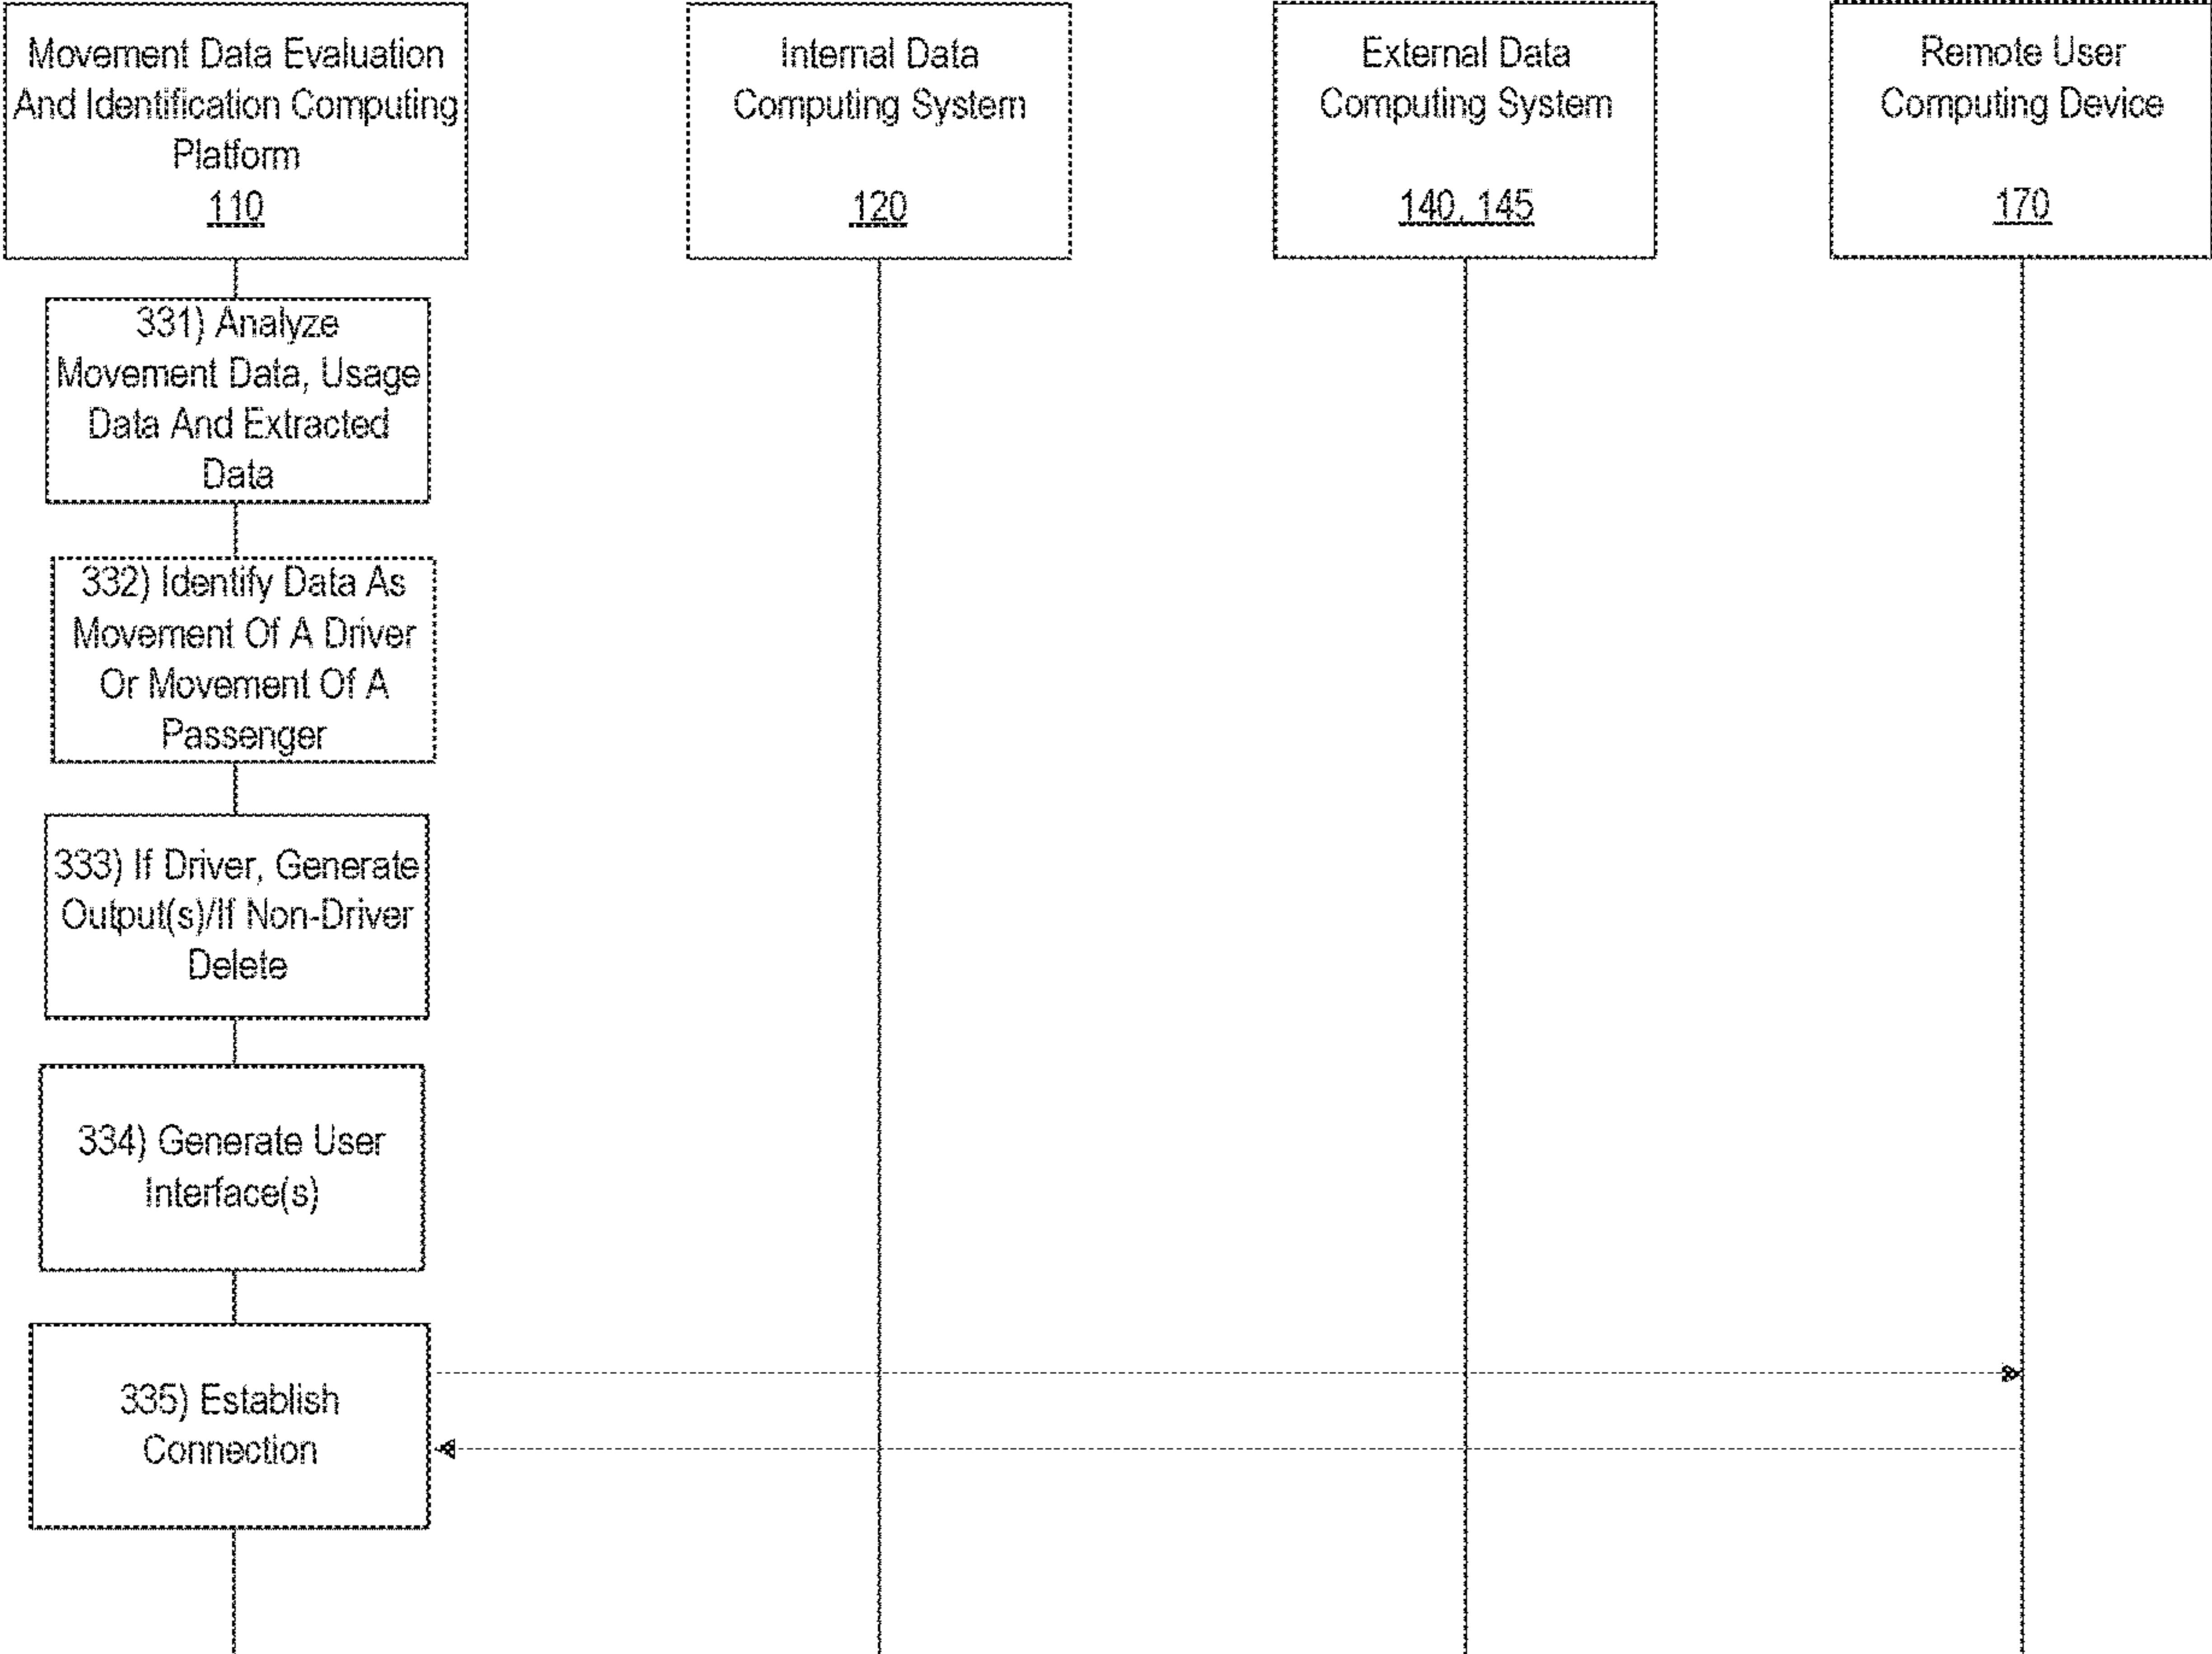 Movement Data Evaluation
And Identification Computing
Platform
110
Internal Data
Computing System
120
External Data
Computing System
140, 145
Remote User
Computing Device
170
331) Analyze
Movement Data, Usage
Data And Extracted
Data
332) Identify Data As
Movement Of A Driver
Or Movement Of A
Passenger
333) If Driver, Generate
Output(s)/If Non-Driver
Delete
334) Generate User
Interface(s)
335) Establish
Connection